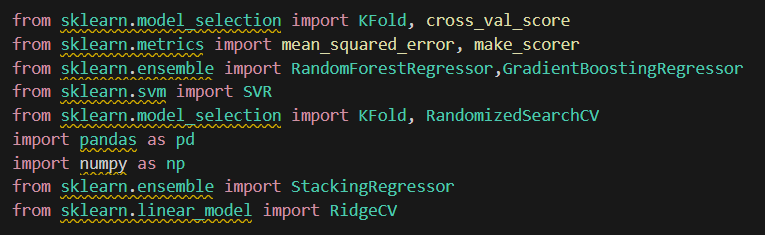 from sklearn.model_selection import KFold, cross_val_score
from sklearn.metrics import mean_squared_error, make_scorer
from sklearn.ensemble import RandomForestRegressor,GradientBoostingRegressor
from sklearn.svm import SVR
from sklearn.model_selection import KFold, RandomizedSearchCV
import pandas as pd
import numpy as np
from sklearn.ensemble import StackingRegressor
from sklearn.linear_model import RidgeCV